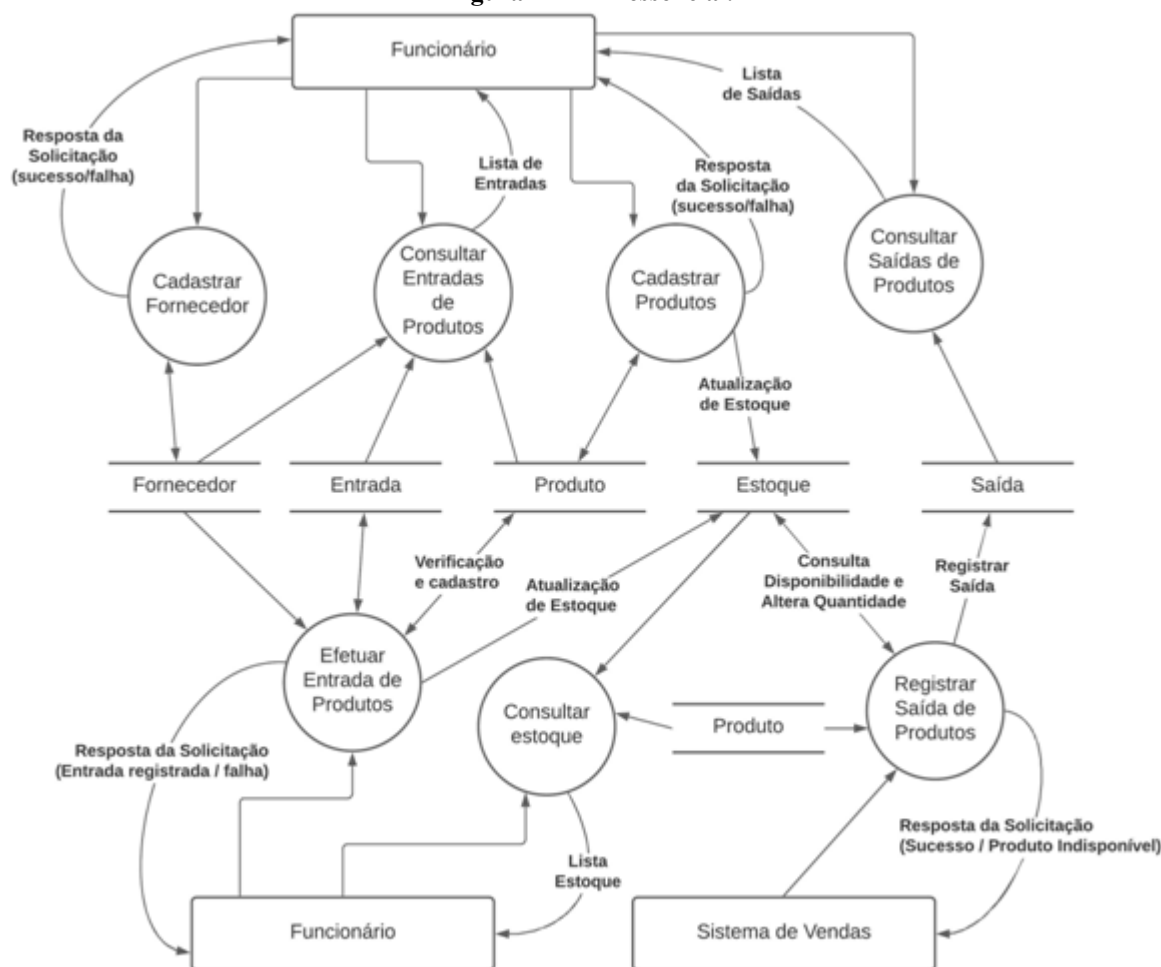 Funcionário
Lista
de Saídas
Resposta da
Solicitação
(sucesso/falha)
Lista de
Entradas
Resposta
da Solicitação
(sucesso/falha)
Cadastrar
Fornecedor
Consultar
Entradas
de
Produtos
Cadastrar
Produtos
Consultar
Saídas de
Produtos
Atualização
de Estoque
Fornecedor
Entrada
Produto
Estoque
Saída
Verificação
e cadastro
Atualização
de Estoque
Consulta
Disponibilidade e
Altera Quantidade
Registrar
Saída
Efetuar
Entrada de
Produtos
Consultar
estoque
Produto
Registrar
Saída de
Produtos
Resposta da Solicitação
(Entrada registrada / falha)
Lista
Estoque
Resposta da Solicitação
(Sucesso / Produto Indisponível)
Funcionário
Sistema de Vendas